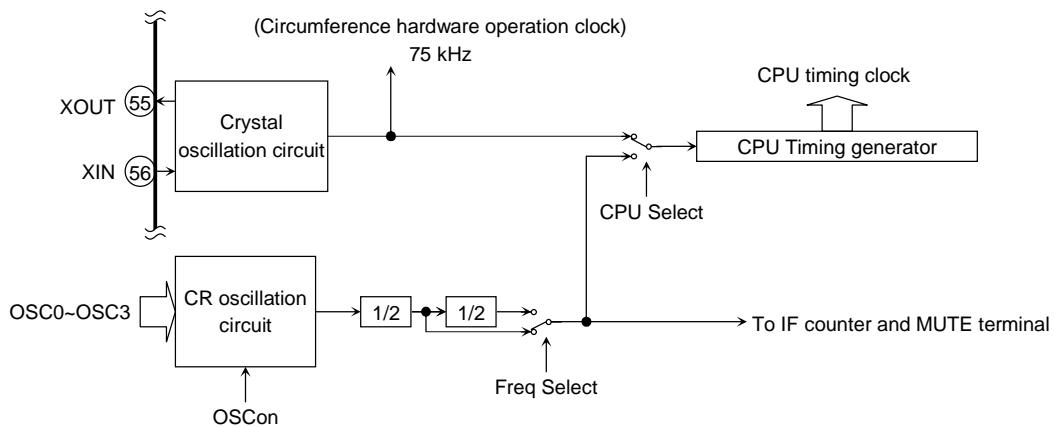 (Circumference hardware operation clock)
75 kHz
CPU timing clock
XOUT 55
Crystal
oscillation circuit
CPU Timing generator
XIN 56
CPU Select
OSC0~OSC3
CR oscillation
circuit
1/2
1/2
To IF counter and MUTE terminal
Freq Select
OSCon